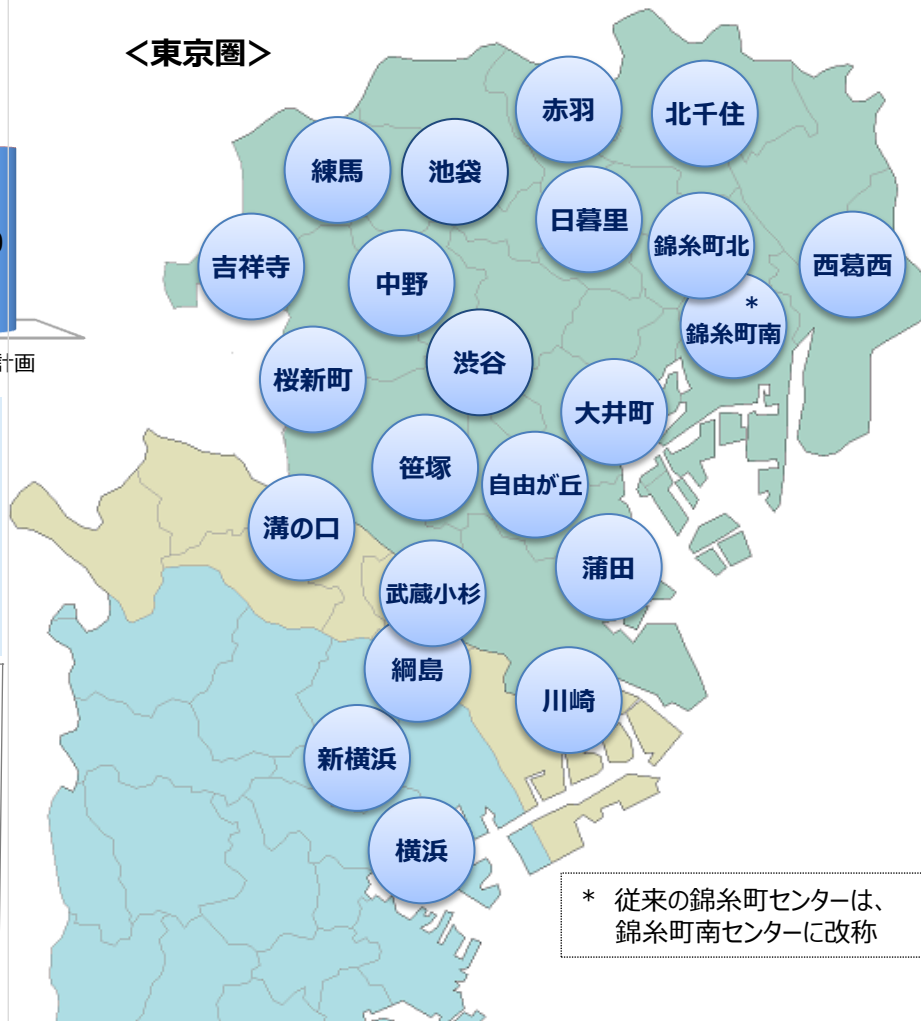 <東京圏>
赤羽
北千住
練馬
池袋
日暮里
錦糸町北
西葛西
吉祥寺
中野
*
錦糸町南
計画
桜新町
渋谷
大井町
笹塚
自由が丘
溝の口
蒲田
武蔵小杉
綱島
川崎
新横浜
横浜
* 従来の錦糸町センターは、
錦糸町南センターに改称